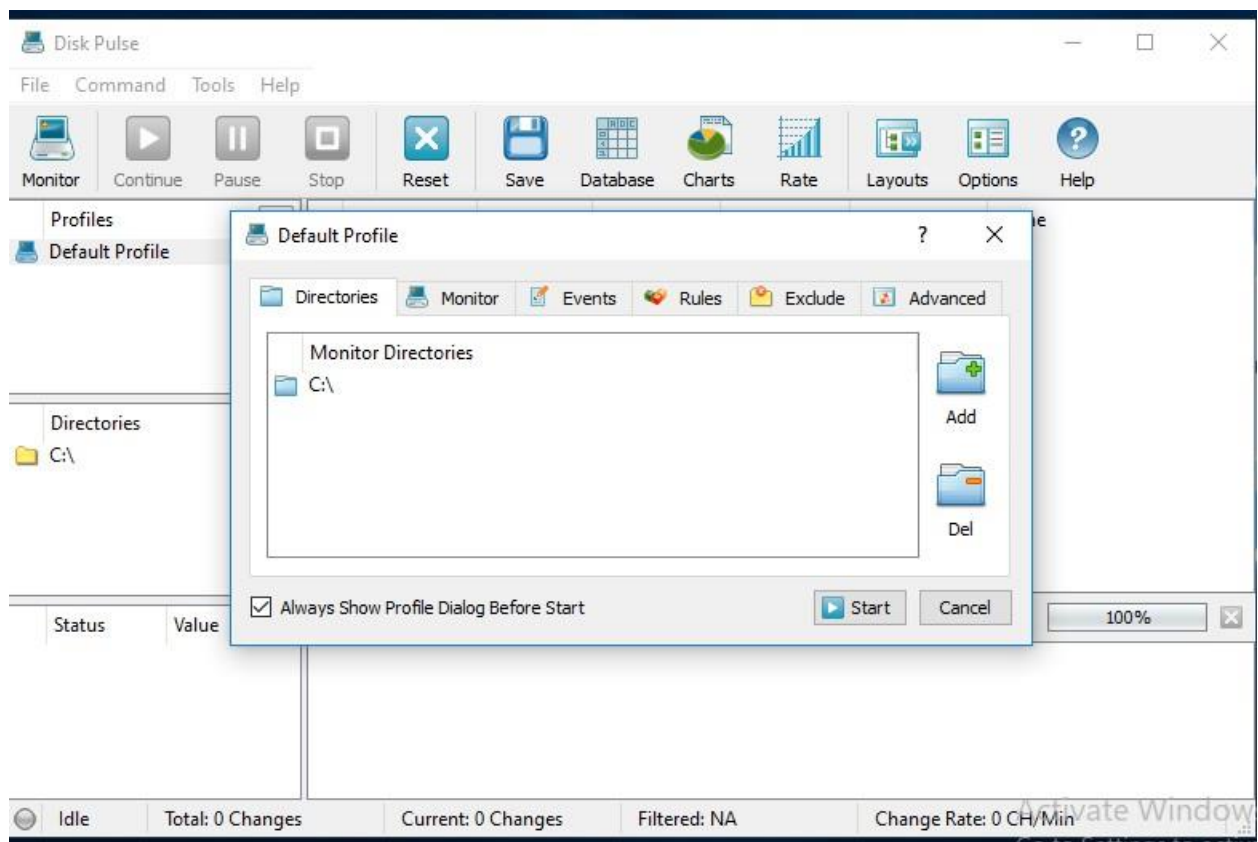 Disk Pulse
File Command Tools Help
Monitor Continue Pause Stop Reset Save Database Charts Rate Layouts Options Help
Profiles
Default Profile
Default Profile
Directories Monitor Events Rules Exclude Advanced
Monitor Directories
C:\
Add
Del
Always Show Profile Dialog Before Start
Start Cancel
Directories
C:\
Status Value
100%
Idle Total: 0 Changes Current: 0 Changes Filtered: NA Change Rate: 0 CH/Min
Activate Window